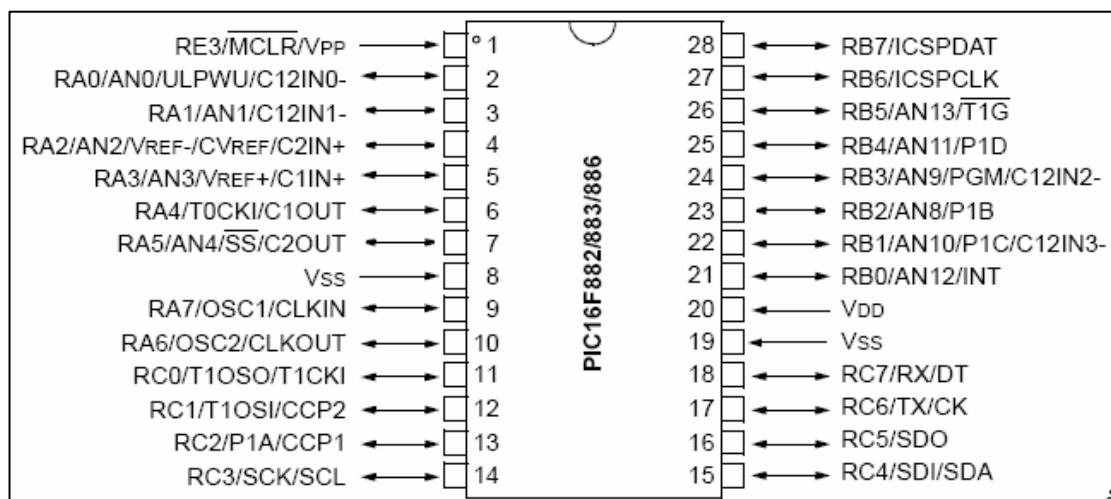 RE3/MCLR/VPP
RA0/AN0/ULPWU/C12IN0-
RA1/AN1/C12IN1-
RA2/AN2/VREF-/CVREF/C2IN+
RA3/AN3/VREF+/C1IN+
RA4/T0CKI/C1OUT
RA5/AN4/SS/C2OUT
VSS
RA7/OSC1/CLKIN
RA6/OSC2/CLKOUT
RC0/T1OSO/T1CKI
RC1/T1OSI/CCP2
RC2/P1A/CCP1
RC3/SCK/SCL
1
2
3
4
5
6
7
8
9
10
11
12
13
14
PIC16F882/883/886
28
27
26
25
24
23
22
21
20
19
18
17
16
15
RB7/ICSPDAT
RB6/ICSPCLK
RB5/AN13/T1G
RB4/AN11/P1D
RB3/AN9/PGM/C12IN2-
RB2/AN8/P1B
RB1/AN10/P1C/C12IN3-
RB0/AN12/INT
VDD
VSS
RC7/RX/DT
RC6/TX/CK
RC5/SDO
RC4/SDI/SDA